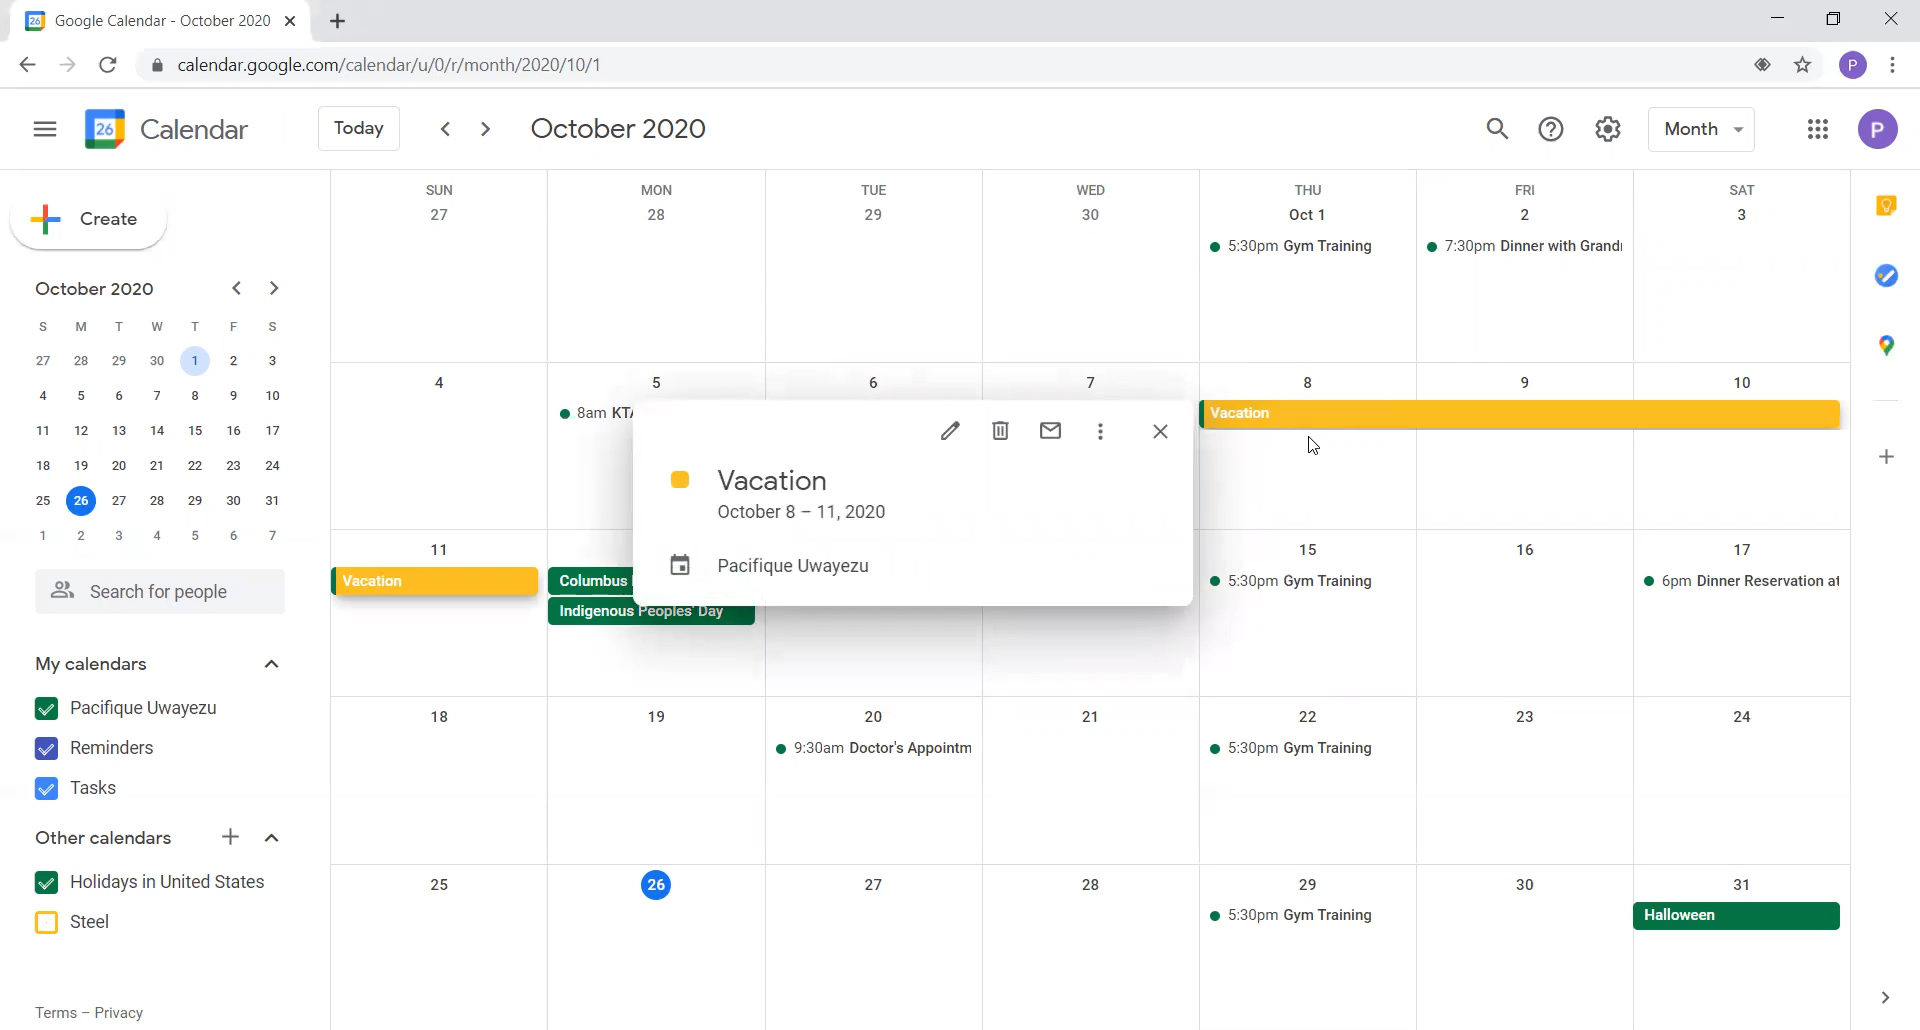 Google Calendar - October 2020
calendar.google.com/calendar/u/0/r/month/2020/10/1
P
26 Calendar
Today
October 2020
Month
P
Create
October 2020
S M T W T F S
27 28 29 30 1 2 3
4 5 6 7 8 9 10
11 12 13 14 15 16 17
18 19 20 21 22 23 24
25 26 27 28 29 30 31
1 2 3 4 5 6 7
Search for people
My calendars
Pacifique Uwayezu
Reminders
Tasks
Other calendars
Holidays in United States
Steel
Terms – Privacy
SUN MON TUE WED THU FRI SAT
27 28 29 30 Oct 1 2 3
5:30pm Gym Training
7:30pm Dinner with Grand
4 5 6 7 8 9 10
8am KTA
Vacation
Vacation
October 8 – 11, 2020
Pacifique Uwayezu
11 15 16 17
Vacation
Columbus
Indigenous Peoples' Day
5:30pm Gym Training
6pm Dinner Reservation at
18 19 20 21 22 23 24
9:30am Doctor's Appointm
5:30pm Gym Training
25 26 27 28 29 30 31
5:30pm Gym Training
Halloween